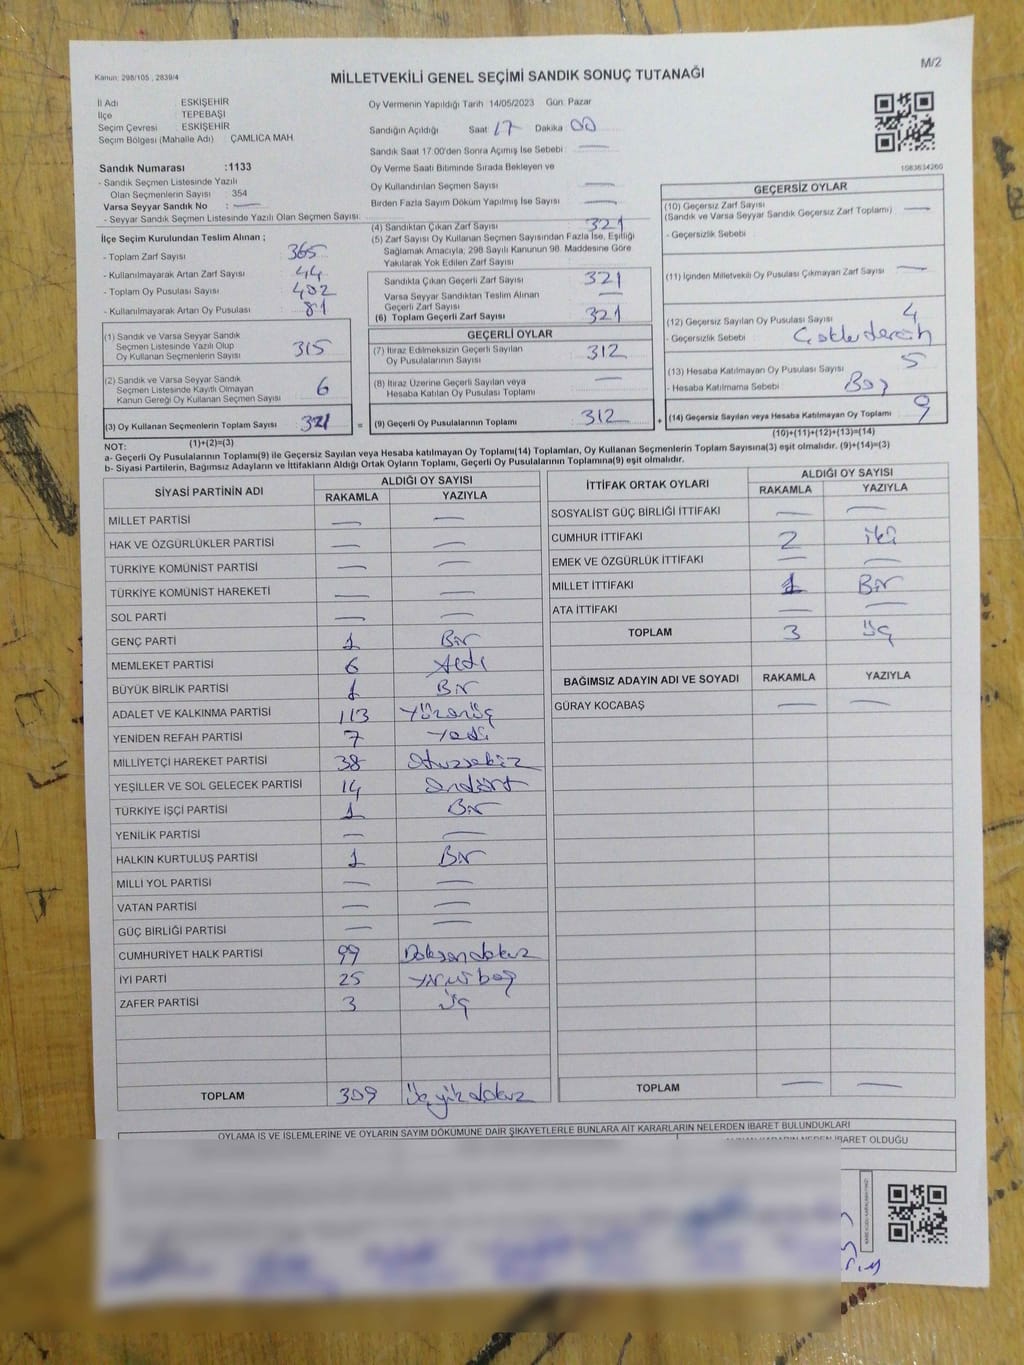 Kanun: 298/105 , 2839/4
MİLLETVEKİLİ GENEL SEÇİMİ SANDIK SONUÇ TUTANAĞI
M/2
İl Adı ESKİŞEHİR
İlçe TEPEBAŞI
Seçim Çevresi ESKİŞEHİR
Seçim Bölgesi (Mahalle Adı) ÇAMLICA MAH
Sandık Numarası :1133
- Sandık Seçmen Listesinde Yazılı
Olan Seçmenlerin Sayısı : 354
Varsa Seyyar Sandık No : —
- Seyyar Sandık Seçmen Listesinde Yazılı Olan Seçmen Sayısı:
Oy Vermenin Yapıldığı Tarih 14/05/2023 Gün Pazar
Sandığın Açıldığı Saat 17 Dakika 00
Sandık Saat 17:00'den Sonra Açımış İse Sebebi : —
Oy Verme Saati Bitiminde Sırada Bekleyen ve
Oy Kullandırılan Seçmen Sayısı —
Birden Fazla Sayım Döküm Yapılmış İse Sayısı —
1083634260
İlçe Seçim Kurulundan Teslim Alınan ;
- Toplam Zarf Sayısı : 365
- Kullanılmayarak Artan Zarf Sayısı : 44
- Toplam Oy Pusulası Sayısı : 402
- Kullanılmayarak Artan Oy Pusulası : 81
(1) Sandık ve Varsa Seyyar Sandık
Seçmen Listesinde Yazılı Olup
Oy Kullanan Seçmenlerin Sayısı 315
(2) Sandık ve Varsa Seyyar Sandık
Seçmen Listesinde Kayıtlı Olmayan
Kanun Gereği Oy Kullanan Seçmen Sayısı 6
(3) Oy Kullanan Seçmenlerin Toplam Sayısı 321
(1)+(2)=(3)
(4) Sandıktan Çıkan Zarf Sayısı 321
(5) Zarf Sayısı Oy Kullanan Seçmen Sayısından Fazla İse, Eşitliği
Sağlamak Amacıyla, 298 Sayılı Kanunun 98. Maddesine Göre
Yakılarak Yok Edilen Zarf Sayısı :
Sandıkta Çıkan Geçerli Zarf Sayısı 321
Varsa Seyyar Sandıktan Teslim Alınan
Geçerli Zarf Sayısı —
(6) Toplam Geçerli Zarf Sayısı 321
GEÇERLİ OYLAR
(7) İtiraz Edilmeksizin Geçerli Sayılan
Oy Pusulalarının Sayısı 312
(8) İtiraz Üzerine Geçerli Sayılan veya
Hesaba Katılan Oy Pusulası Toplamı —
= (9) Geçerli Oy Pusulalarının Toplamı 312 +
GEÇERSİZ OYLAR
(10) Geçersiz Zarf Sayısı
(Sandık ve Varsa Seyyar Sandık Geçersiz Zarf Toplamı) —
- Geçersizlik Sebebi
(11) İçinden Milletvekili Oy Pusulası Çıkmayan Zarf Sayısı —
(12) Geçersiz Sayılan Oy Pusulası Sayısı 4
- Geçersizlik Sebebi :
(13) Hesaba Katılmayan Oy Pusulası Sayısı 5
- Hesaba Katılmama Sebebi Boş
(14) Geçersiz Sayılan veya Hesaba Katılmayan Oy Toplamı 9
(10)+(11)+(12)+(13)=(14)
NOT:
a- Geçerli Oy Pusulalarının Toplamı(9) ile Geçersiz Sayılan veya Hesaba katılmayan Oy Toplamı(14) Toplamları, Oy Kullanan Seçmenlerin Toplam Sayısına(3) eşit olmalıdır. (9)+(14)=(3)
b- Siyasi Partilerin, Bağımsız Adayların ve İttifakların Aldığı Ortak Oyların Toplamı, Geçerli Oy Pusulalarının Toplamına(9) eşit olmalıdır.
SİYASİ PARTİNİN ADI ALDIĞI OY SAYISI
RAKAMLA YAZIYLA
MİLLET PARTİSİ — —
HAK VE ÖZGÜRLÜKLER PARTİSİ — —
TÜRKİYE KOMÜNİST PARTİSİ — —
TÜRKİYE KOMÜNİST HAREKETİ — —
SOL PARTİ — —
GENÇ PARTİ 1 Bir
MEMLEKET PARTİSİ 6 Altı
BÜYÜK BİRLİK PARTİSİ 1 Bir
ADALET VE KALKINMA PARTİSİ 113 Yüzonüç
YENİDEN REFAH PARTİSİ 7 Yedi
MİLLİYETÇİ HAREKET PARTİSİ 38 Otuzsekiz
YEŞİLLER VE SOL GELECEK PARTİSİ 14 Ondört
TÜRKİYE İŞÇİ PARTİSİ 1 Bir
YENİLİK PARTİSİ — —
HALKIN KURTULUŞ PARTİSİ 1 Bir
MİLLİ YOL PARTİSİ — —
VATAN PARTİSİ — —
GÜÇ BİRLİĞİ PARTİSİ — —
CUMHURİYET HALK PARTİSİ 99 Doksandokuz
İYİ PARTİ 25 Yirmibeş
ZAFER PARTİSİ 3 Üç
TOPLAM 309 Üçyüzdokuz
İTTİFAK ORTAK OYLARI ALDIĞI OY SAYISI
RAKAMLA YAZIYLA
SOSYALİST GÜÇ BİRLİĞİ İTTİFAKI — —
CUMHUR İTTİFAKI 2 iki
EMEK VE ÖZGÜRLÜK İTTİFAKI — —
MİLLET İTTİFAKI 1 Bir
ATA İTTİFAKI — —
TOPLAM 3 Üç
BAĞIMSIZ ADAYIN ADI VE SOYADI RAKAMLA YAZIYLA
GÜRAY KOCABAŞ — —
TOPLAM — —
OYLAMA İŞ VE İŞLEMLERİNE VE OYLARIN SAYIM DÖKÜMÜNE DAİR ŞİKAYETLERLE BUNLARA AİT KARARLARIN NELERDEN İBARET BULUNDUKLARI
İBARET OLDUĞU